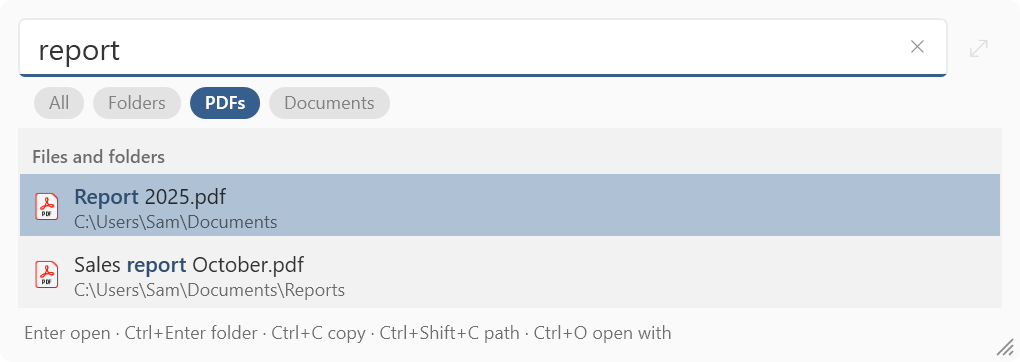 report
All Folders PDFs Documents
Files and folders
Report 2025.pdf
C:\Users\Sam\Documents
Sales report October.pdf
C:\Users\Sam\Documents\Reports
Enter open · Ctrl+Enter folder · Ctrl+C copy · Ctrl+Shift+C path · Ctrl+O open with